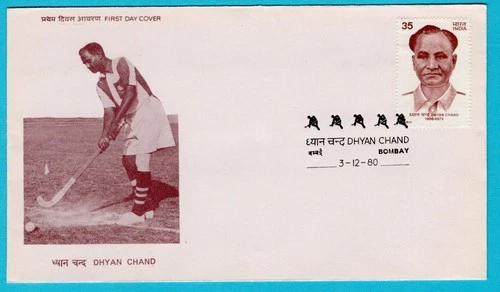 प्रथम दिवस आवरण FIRST DAY COVER
35 भारत
INDIA
ध्यान चन्द DHYAN CHAND
1906-1979
ध्यान चन्द DHYAN CHAND
बम्बई BOMBAY
3-12-80
ध्यान चन्द DHYAN CHAND